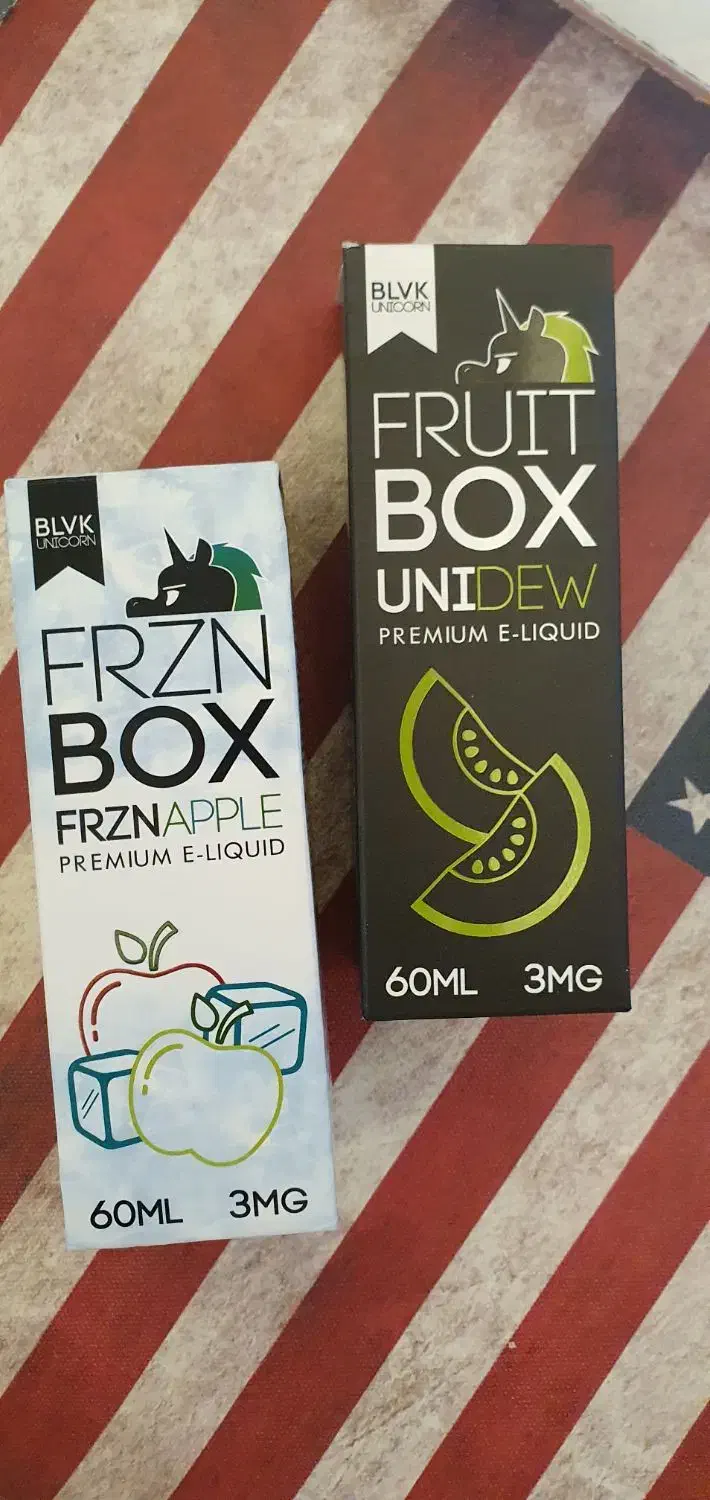 BLVK
UNICORN
FRZN
BOX
FRZNAPPLE
PREMIUM E-LIQUID
60ML 3MG
BLVK
UNICORN
FRUIT
BOX
UNIDEW
PREMIUM E-LIQUID
60ML 3MG